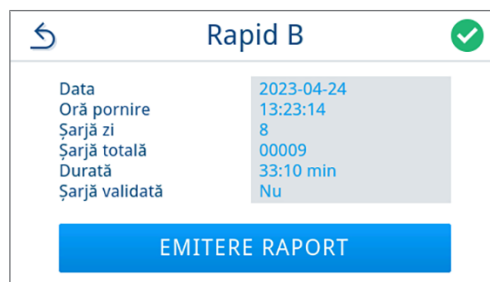 Rapid B
Data 2023-04-24
Oră pornire 13:23:14
Șarjă zi 8
Șarjă totală 00009
Durată 33:10 min
Șarjă validată Nu
EMITERE RAPORT